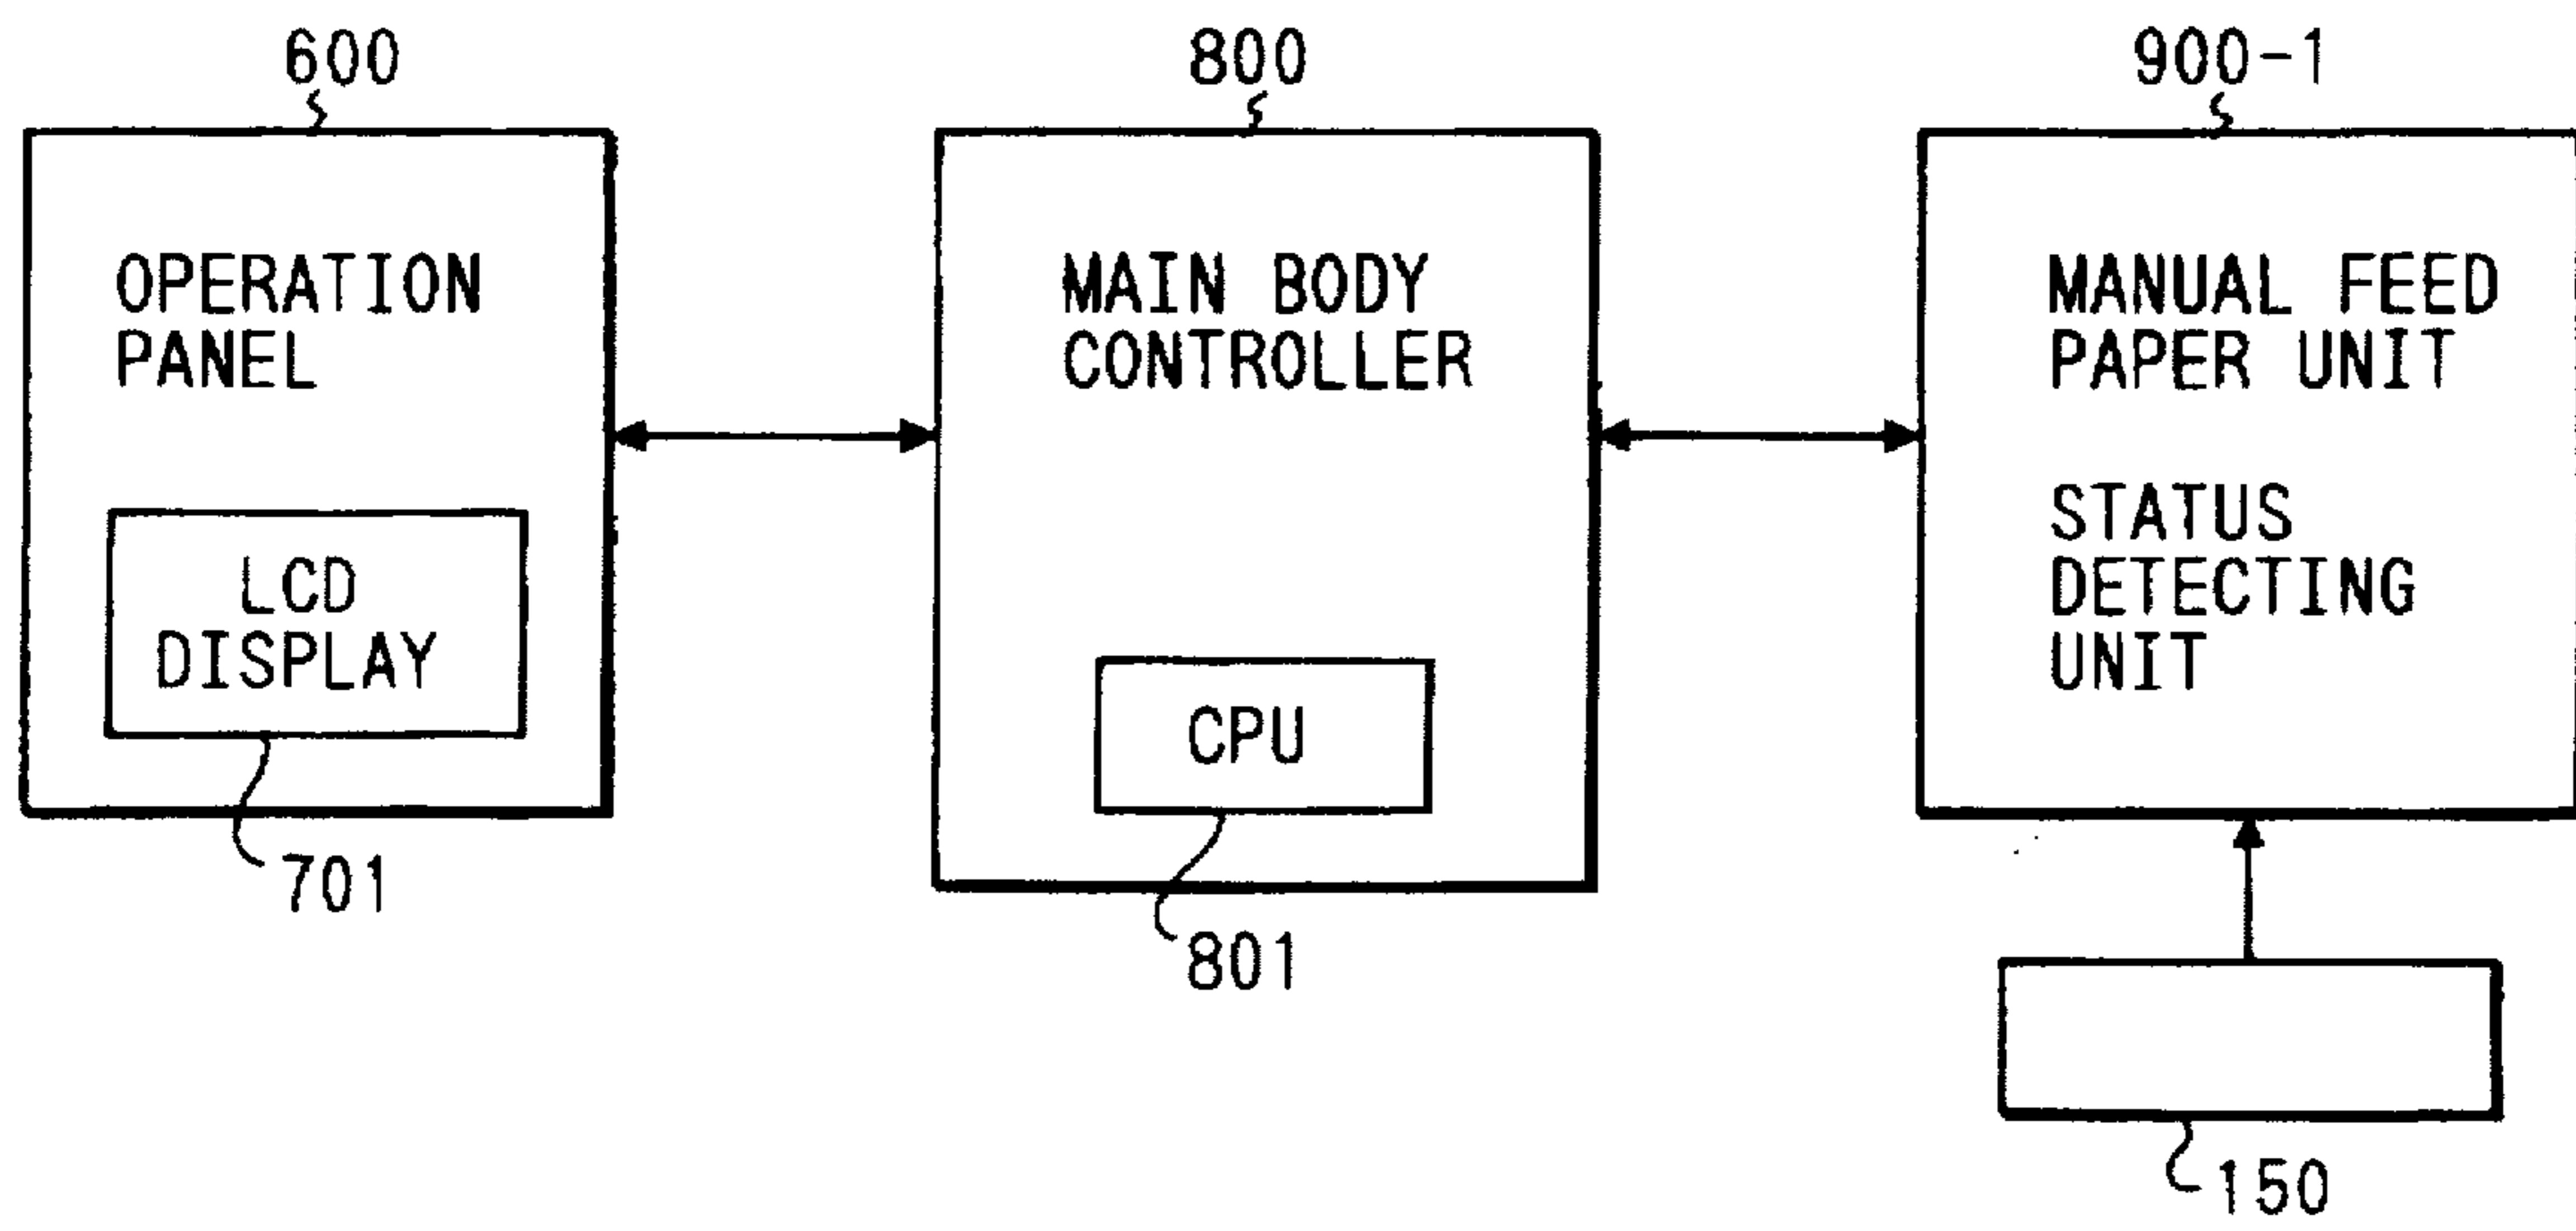 600
800
900-1
OPERATION
PANEL
LCD
DISPLAY
701
MAIN BODY
CONTROLLER
CPU
801
MANUAL FEED
PAPER UNIT
STATUS
DETECTING
UNIT
150